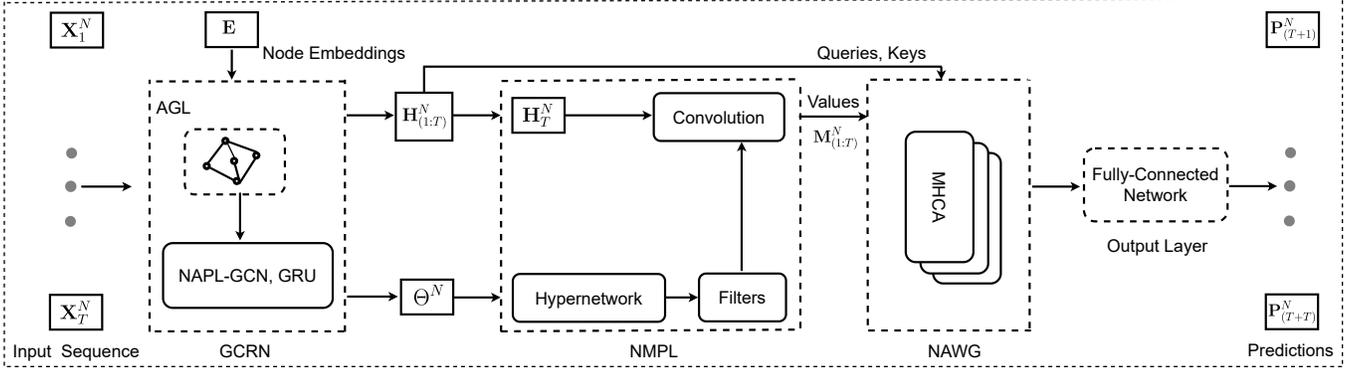 X_1^N
E
Node Embeddings
Queries, Keys
P_{(T+1)}^N
AGL
H_{(1:T)}^N
H_T^N
Convolution
Values
M_{(1:T)}^N
MHCA
Fully-Connected
Network
Output Layer
NAPL-GCN, GRU
Θ^N
Hypernetwork
Filters
X_T^N
P_{(T+T)}^N
Input Sequence
GCRN
NMPL
NAWG
Predictions